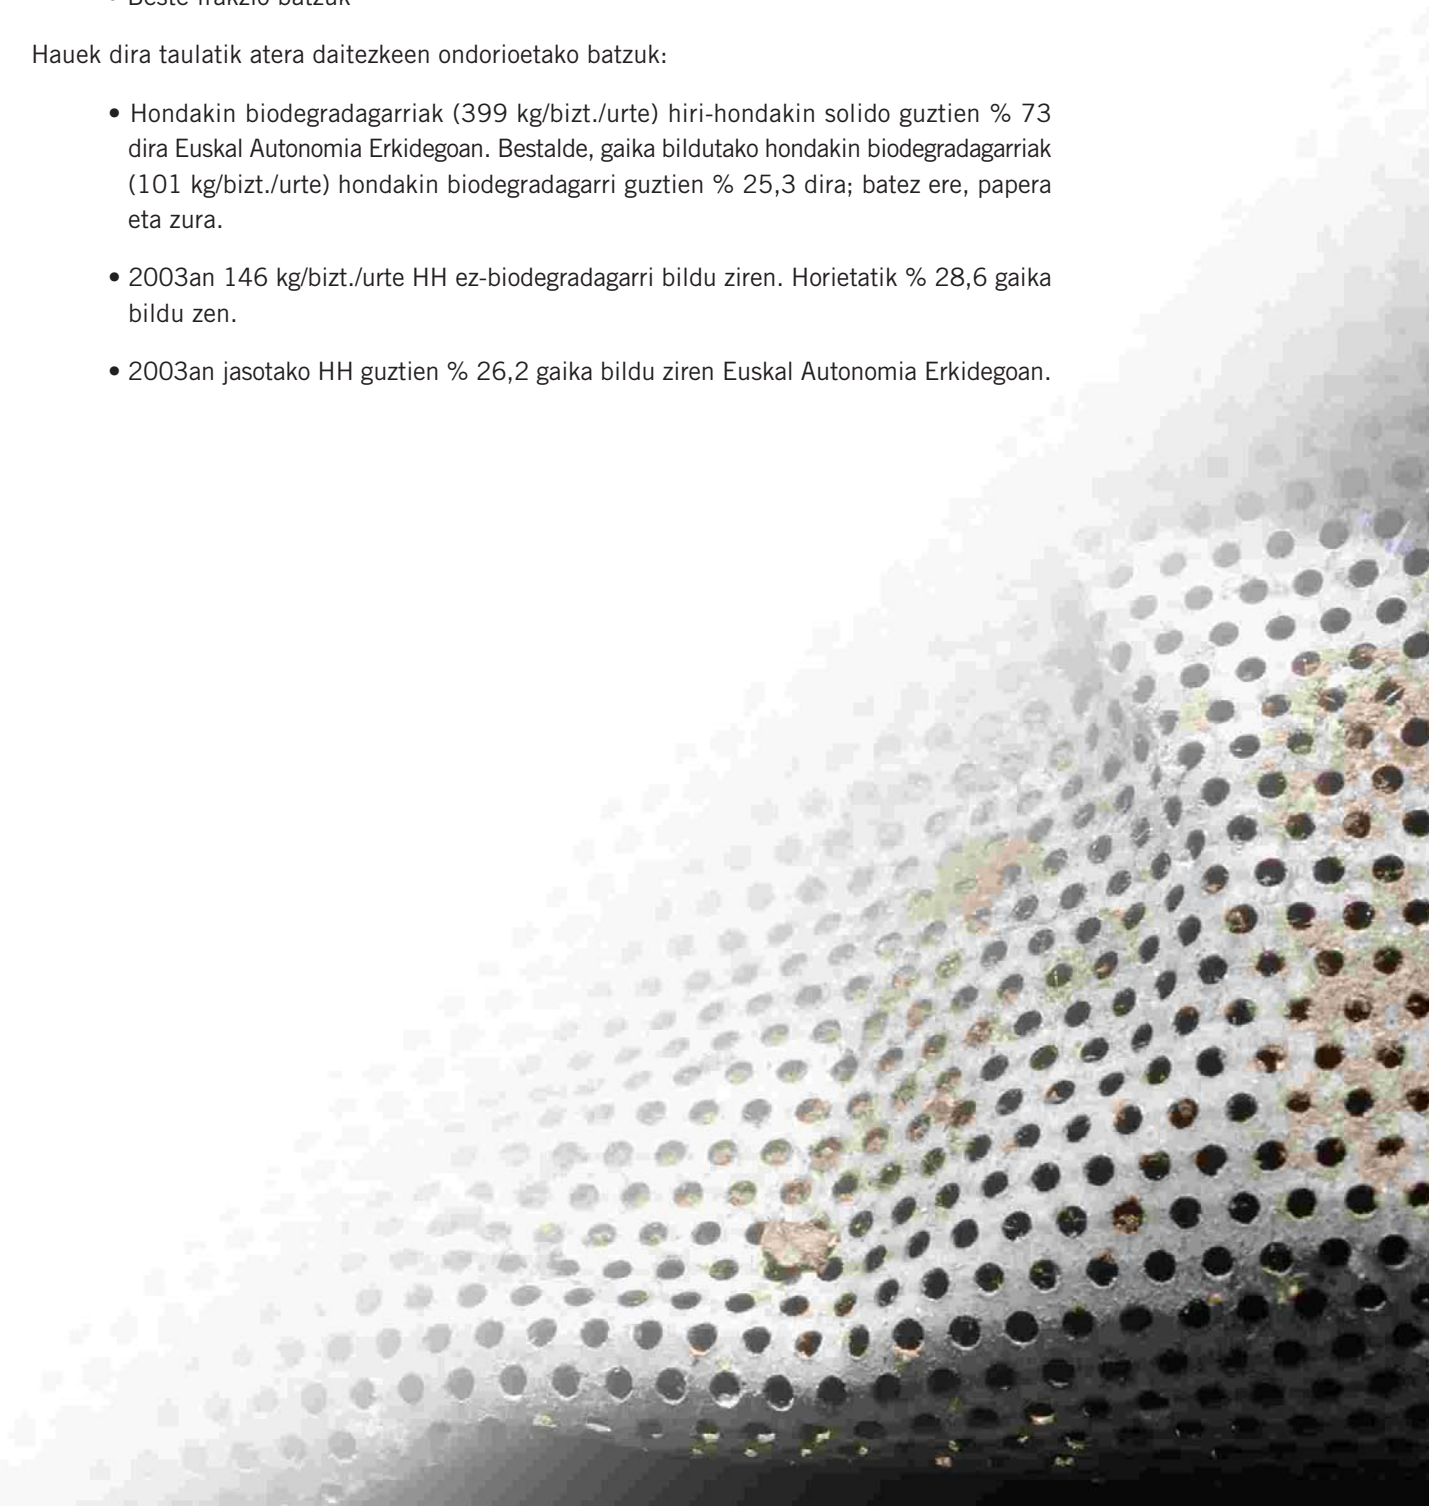 • Beste frakzio batzuk
Hauek dira taulatik atera daitezkeen ondorioetako batzuk:
• Hondakin biodegradagarriak (399 kg/bizt./urte) hiri-hondakin solido guztien % 73
dira Euskal Autonomia Erkidegoan. Bestalde, gaika bildutako hondakin biodegradagarriak
(101 kg/bizt./urte) hondakin biodegradagarri guztien % 25,3 dira; batez ere, papera
eta zura.
• 2003an 146 kg/bizt./urte HH ez-biodegradagarri bildu ziren. Horietatik % 28,6 gaika
bildu zen.
• 2003an jasotako HH guztien % 26,2 gaika bildu ziren Euskal Autonomia Erkidegoan.